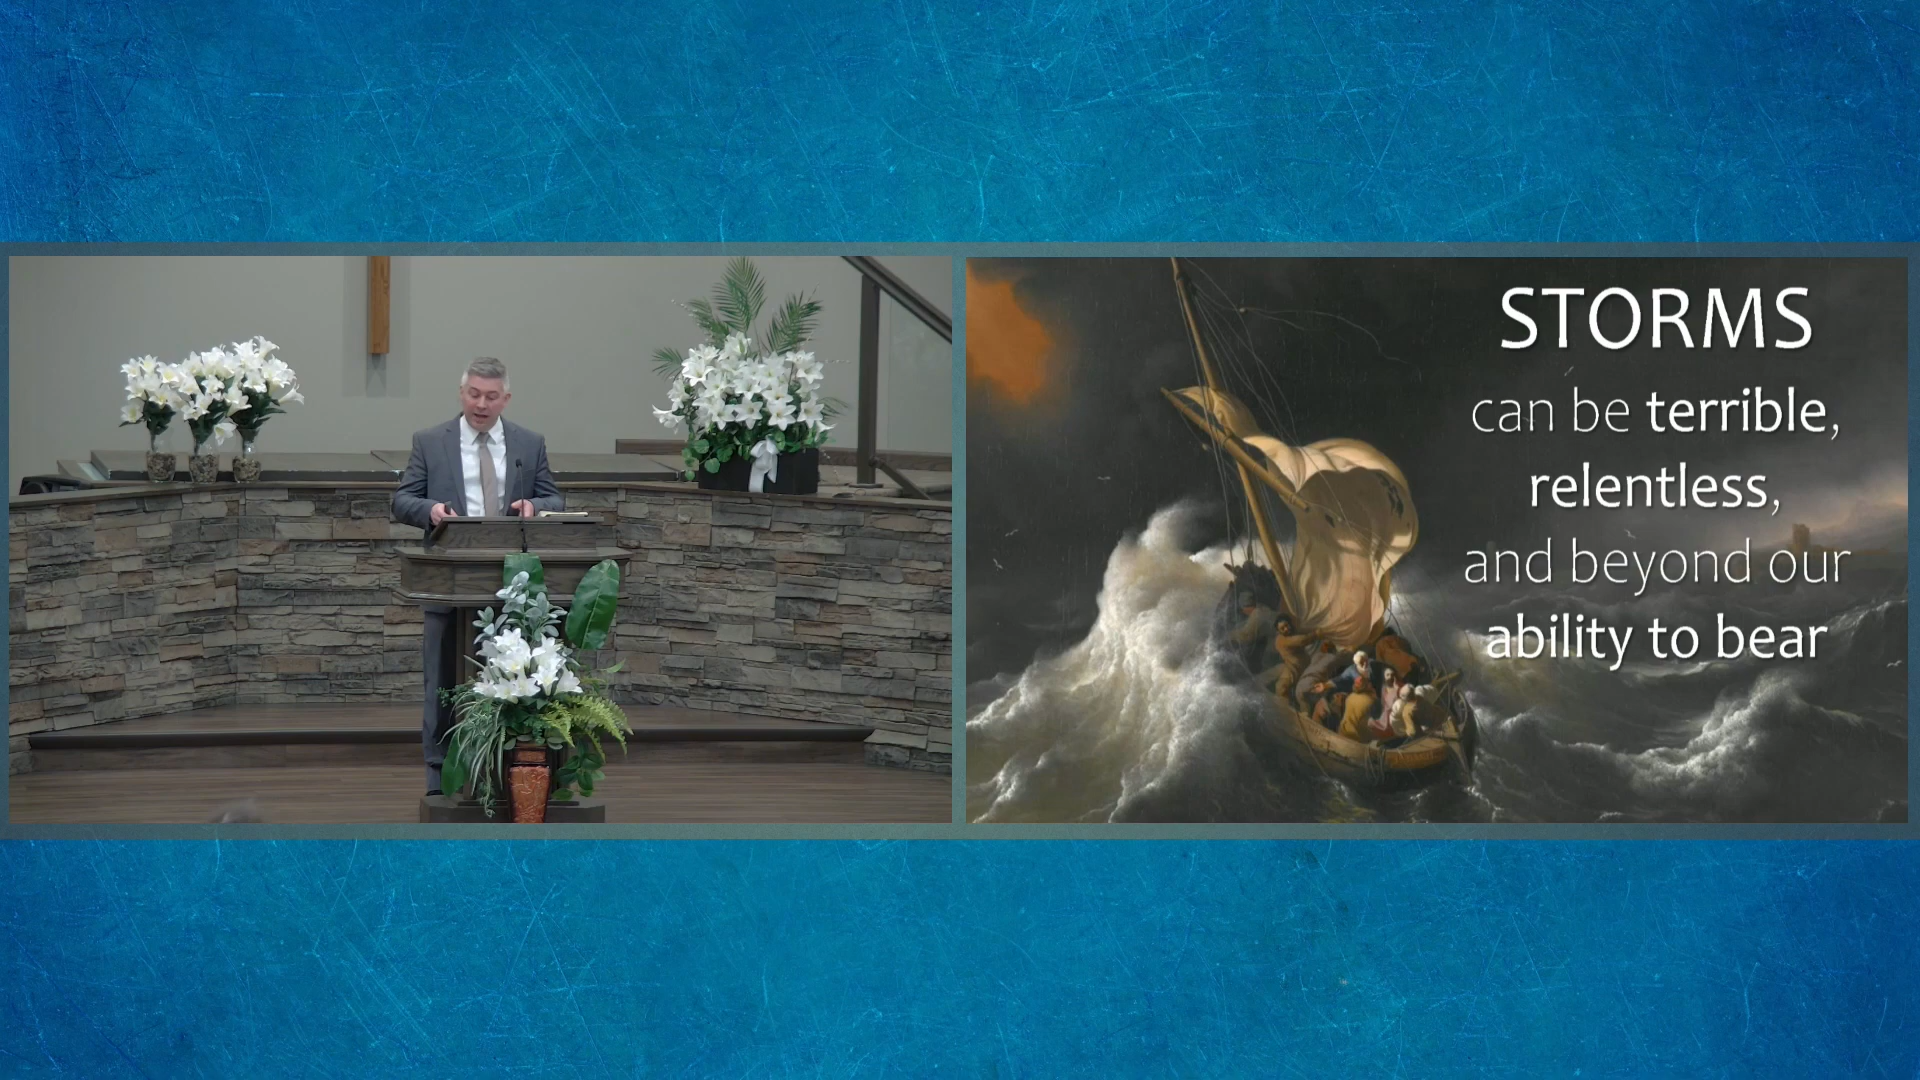 STORMS
can be terrible,
relentless,
and beyond our
ability to bear